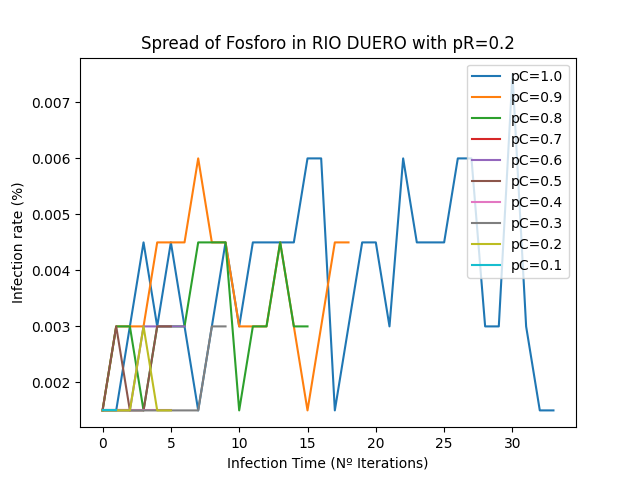 Spread of Fosforo in RIO DUERO with pR=0.2
Infection rate (%)
0.007
0.006
0.005
0.004
0.003
0.002
0
5
10
15
20
25
30
Infection Time (Nº Iterations)
pC=1.0
pC=0.9
pC=0.8
pC=0.7
pC=0.6
pC=0.5
pC=0.4
pC=0.3
pC=0.2
pC=0.1